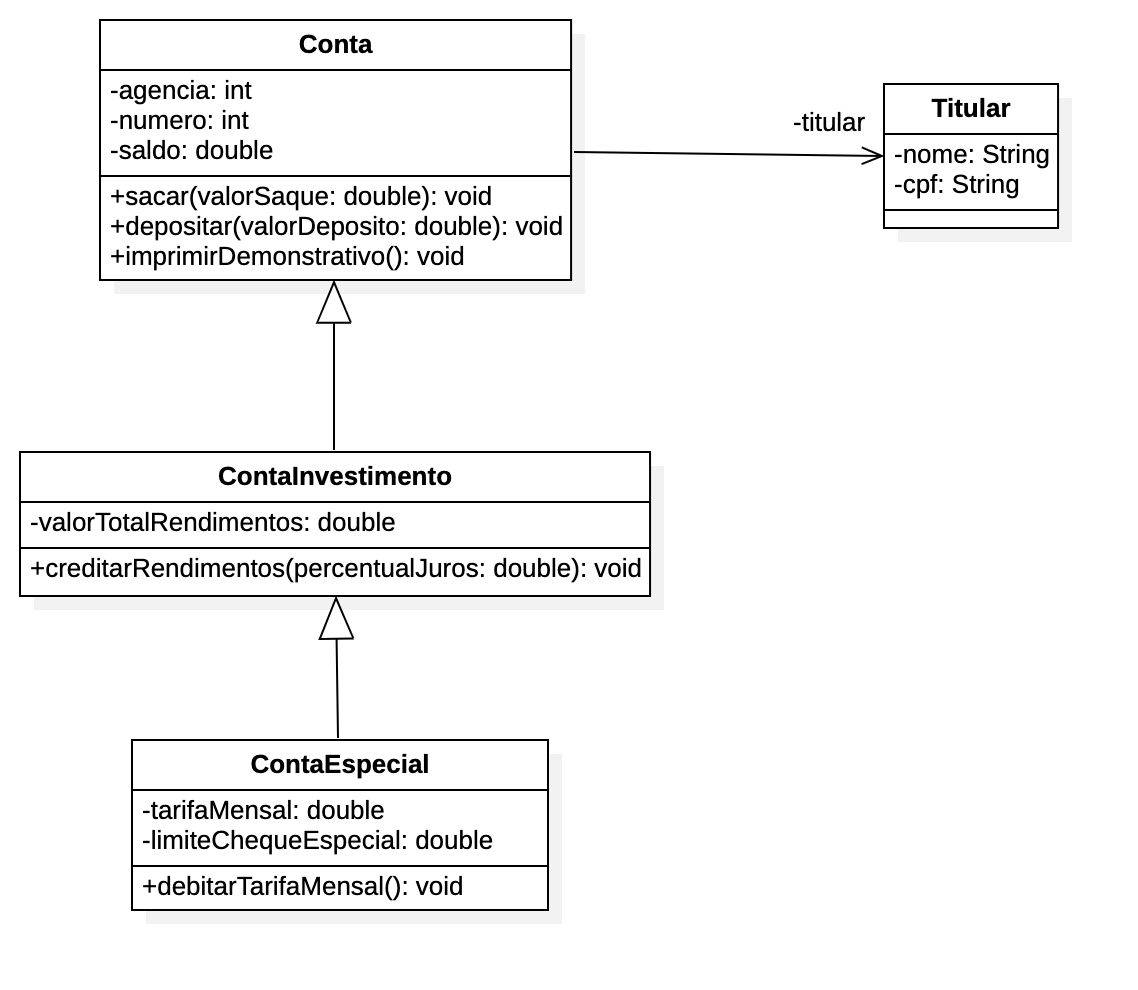 Conta
-agencia: int
-numero: int
-saldo: double
+sacar(valorSaque: double): void
+depositar(valorDeposito: double): void
+imprimirDemonstrativo(): void
-titular
Titular
-nome: String
-cpf: String
ContaInvestimento
-valorTotalRendimentos: double
+creditarRendimentos(percentualJuros: double): void
ContaEspecial
-tarifaMensal: double
-limiteChequeEspecial: double
+debitarTarifaMensal(): void